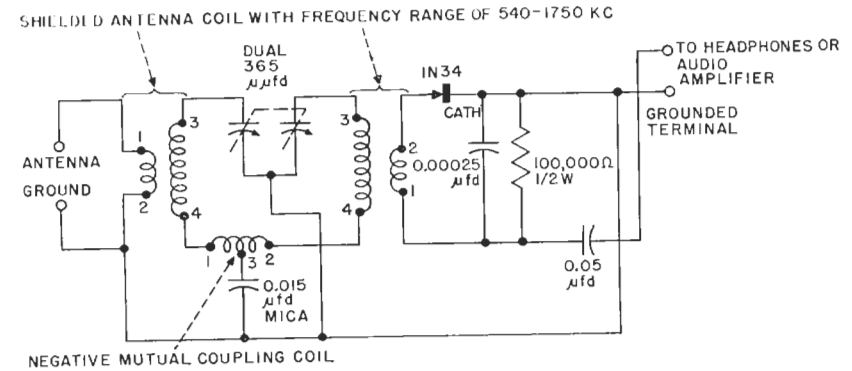 SHIELDED ANTENNA COIL WITH FREQUENCY RANGE OF 540-1750 KC
DUAL
365
μμfd
IN34
CATH
TO HEADPHONES OR
AUDIO
AMPLIFIER
GROUNDED
TERMINAL
ANTENNA
GROUND
1
2
3
4
3
4
2
1
0.00025
μfd
100,000Ω
1/2 W
1
3
2
0.015
μfd
MICA
0.05
μfd
NEGATIVE MUTUAL COUPLING COIL